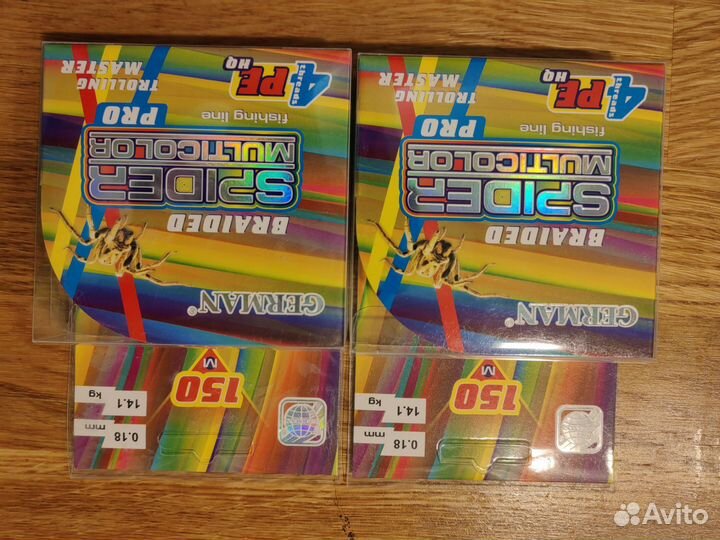 GERMAN®
BRAIDED
SPIDER
MULTICOLOR
fishing line
PRO
TROLLING
MASTER
4
threads
PE
HQ
0.18
mm
14.1
kg
150
M
GERMAN®
BRAIDED
SPIDER
MULTICOLOR
fishing line
PRO
TROLLING
MASTER
4
threads
PE
HQ
0.18
mm
14.1
kg
150
M
Avito